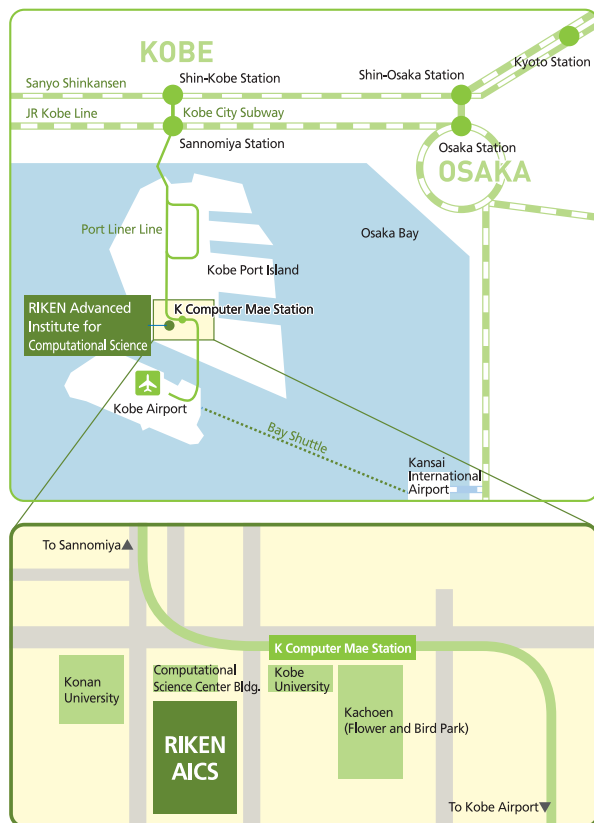 KOBE
Kyoto Station
Sanyo Shinkansen
Shin-Kobe Station
Shin-Osaka Station
JR Kobe Line
Kobe City Subway
Sannomiya Station
Osaka Station
OSAKA
Port Liner Line
Osaka Bay
Kobe Port Island
RIKEN Advanced
Institute for
Computational Science
K Computer Mae Station
Kobe Airport
Bay Shuttle
Kansai
International
Airport
To Sannomiya▲
K Computer Mae Station
Konan
University
Computational
Science Center Bldg.
Kobe
University
Kachoen
(Flower and Bird Park)
RIKEN
AICS
To Kobe Airport▼